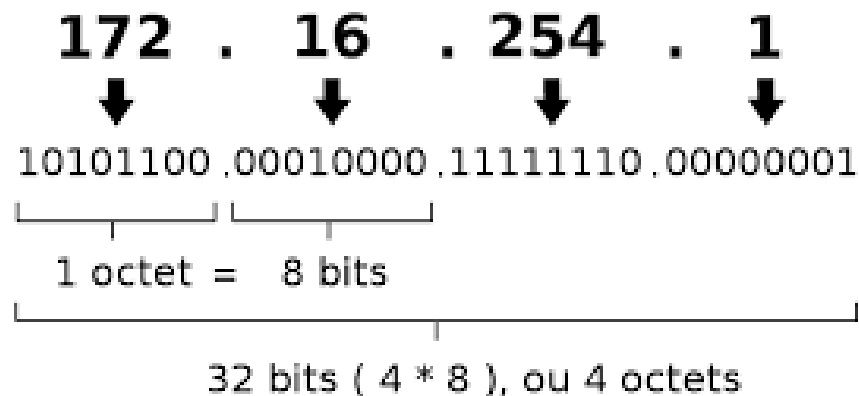 172 . 16 . 254 . 1
10101100 .00010000 .11111110 .00000001
1 octet = 8 bits
32 bits ( 4 * 8 ), ou 4 octets